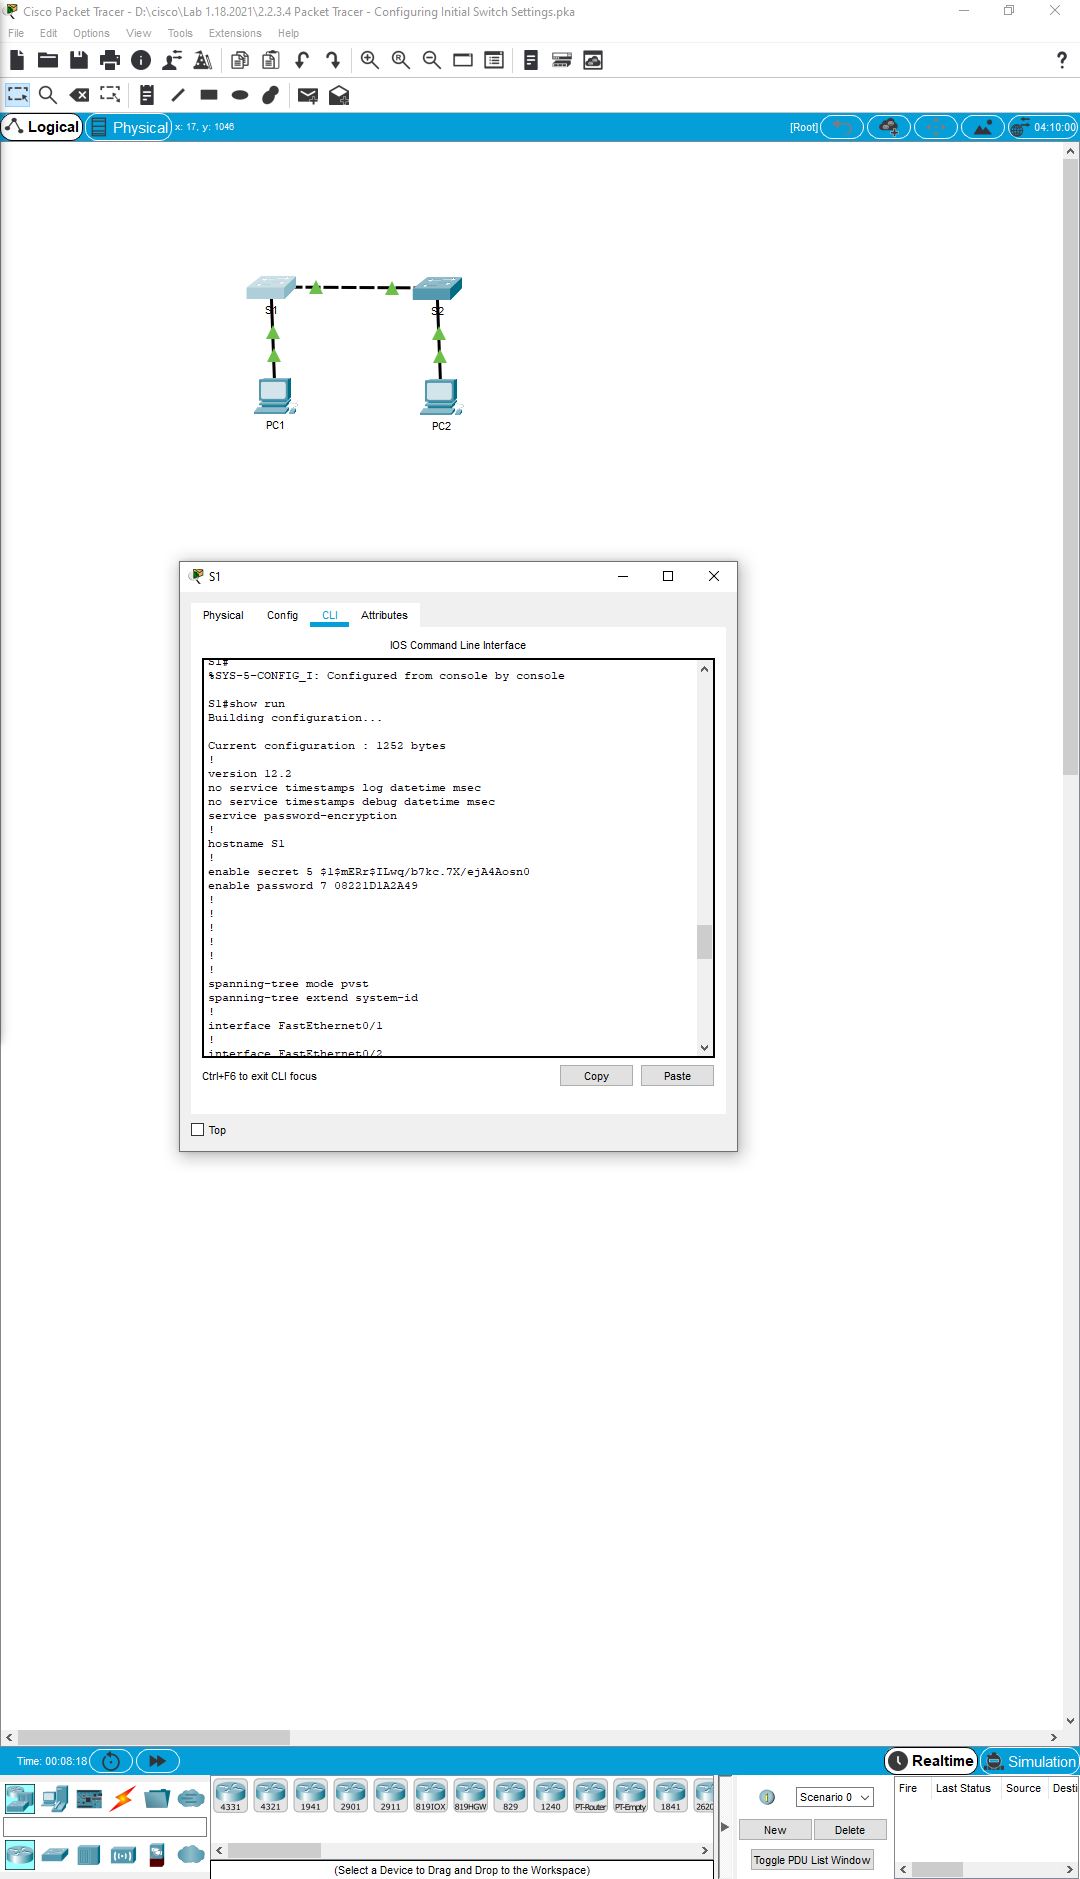 Cisco Packet Tracer - D:\cisco\Lab 1.18.2021\2.2.3.4 Packet Tracer - Configuring Initial Switch Settings.pka
File Edit Options View Tools Extensions Help
Logical Physical x: 17, y: 1046 [Root] 04:10:00
S1 S2
PC1 PC2
S1
Physical Config CLI Attributes
IOS Command Line Interface
S1#
%SYS-5-CONFIG_I: Configured from console by console
S1#show run
Building configuration...
Current configuration : 1252 bytes
!
version 12.2
no service timestamps log datetime msec
no service timestamps debug datetime msec
service password-encryption
!
hostname S1
!
enable secret 5 $1$mERr$ILwq/b7kc.7X/ejA4Aosn0
enable password 7 08221D1A2A49
!
!
!
!
!
!
spanning-tree mode pvst
spanning-tree extend system-id
!
interface FastEthernet0/1
!
interface FastEthernet0/2
Ctrl+F6 to exit CLI focus Copy Paste
Top
Time: 00:08:18 Realtime Simulation
4331 4321 1941 2901 2911 819IOX 819HGW 829 1240 PT-Router PT-Empty 1841 2620
Scenario 0
New Delete
Toggle PDU List Window
Fire Last Status Source Desti
(Select a Device to Drag and Drop to the Workspace)